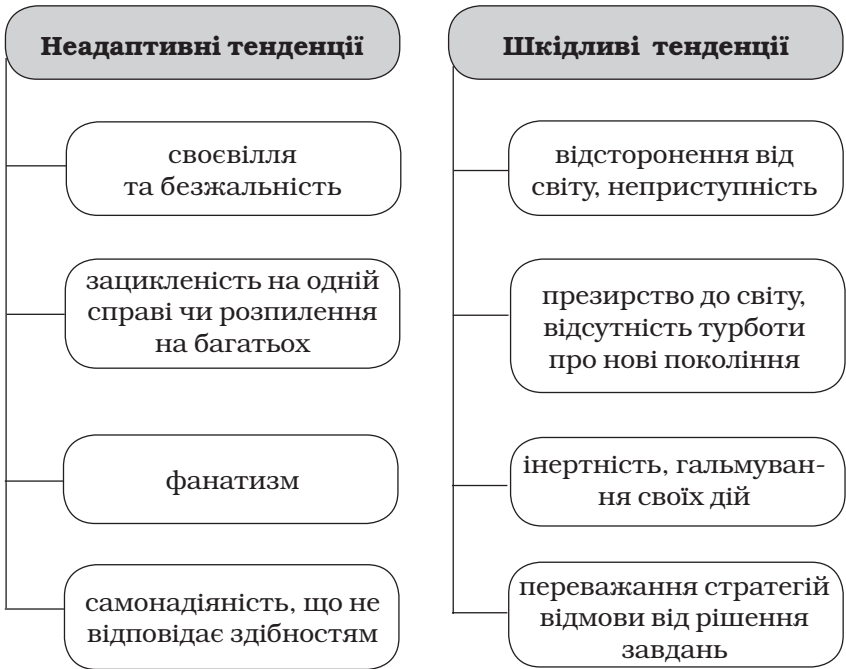 Неадаптивні тенденції
своєвілля
та безжальність
зацикленість на одній
справі чи розпилення
на багатьох
фанатизм
самонадіяність, що не
відповідає здібностям
Шкідливі тенденції
відсторонення від
світу, неприступність
презирство до світу,
відсутність турботи
про нові покоління
інертність, гальмуван-
ня своїх дій
переважання стратегій
відмови від рішення
завдань